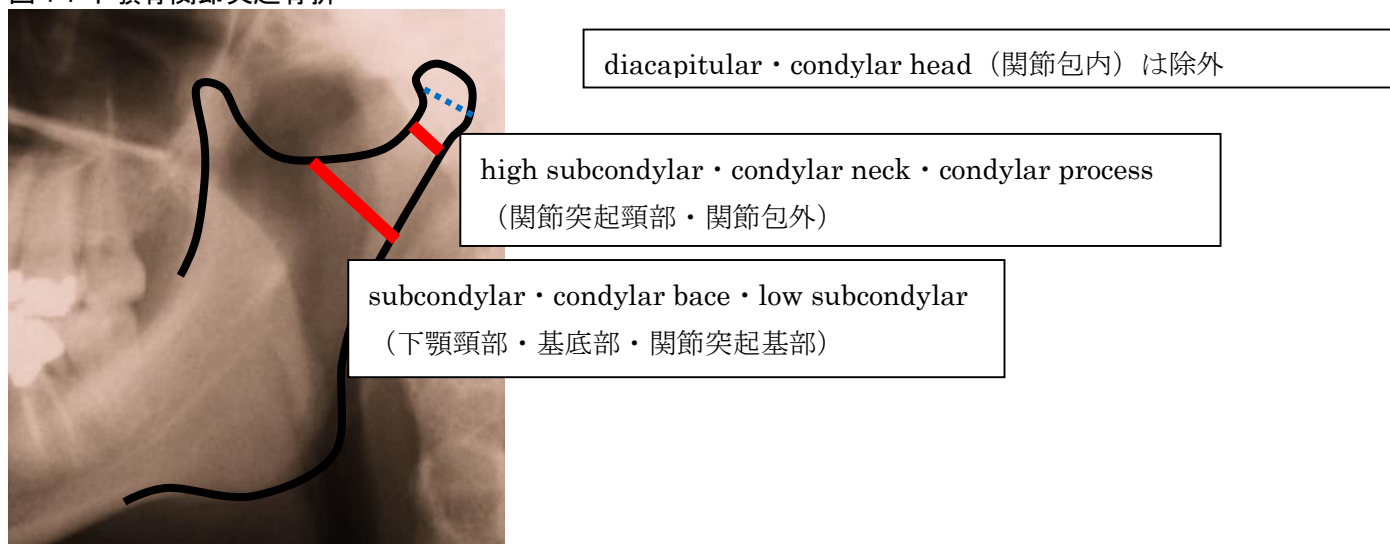 diacapitular・condylar head（関節包内）は除外
high subcondylar・condylar neck・condylar process
（関節突起頸部・関節包外）
subcondylar・condylar bace・low subcondylar
（下顎頸部・基底部・関節突起基部）